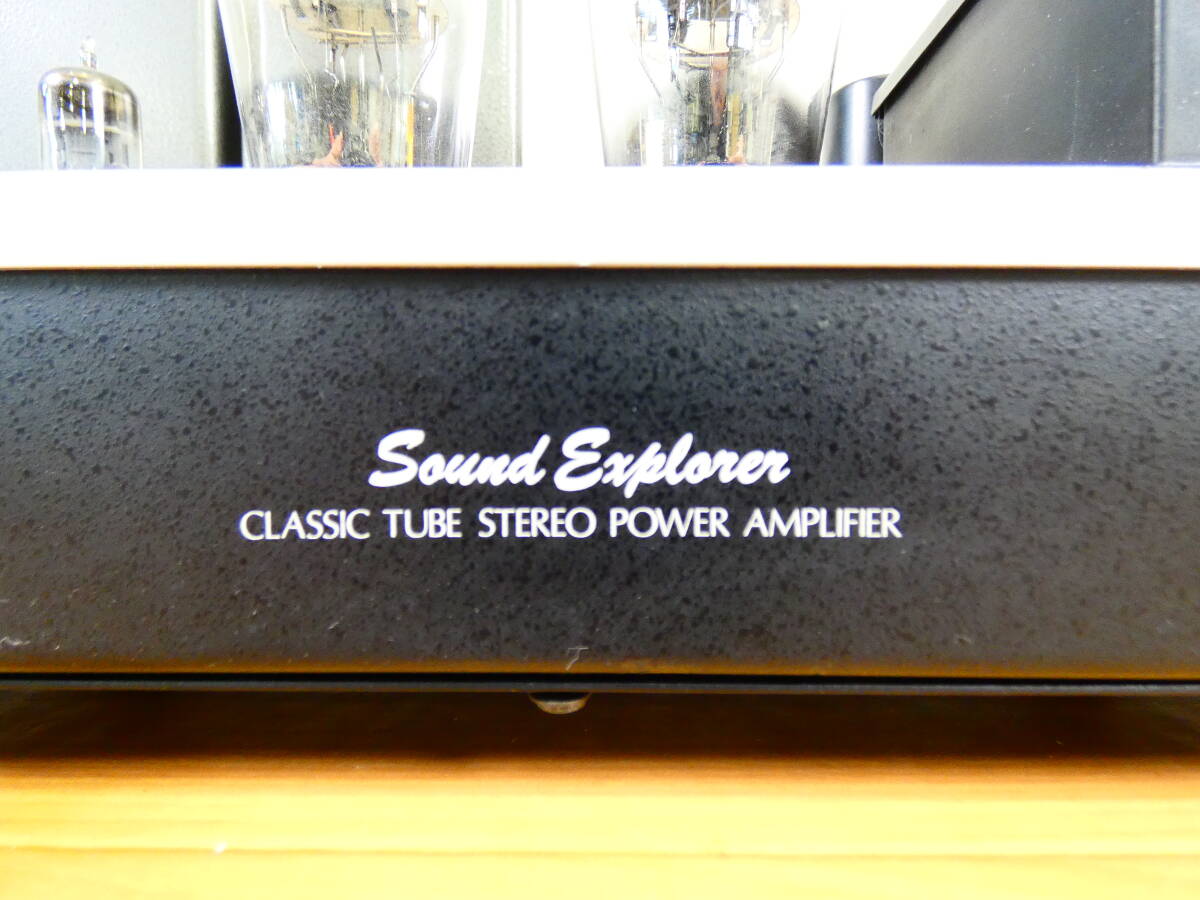 Sound Explorer
CLASSIC TUBE STEREO POWER AMPLIFIER